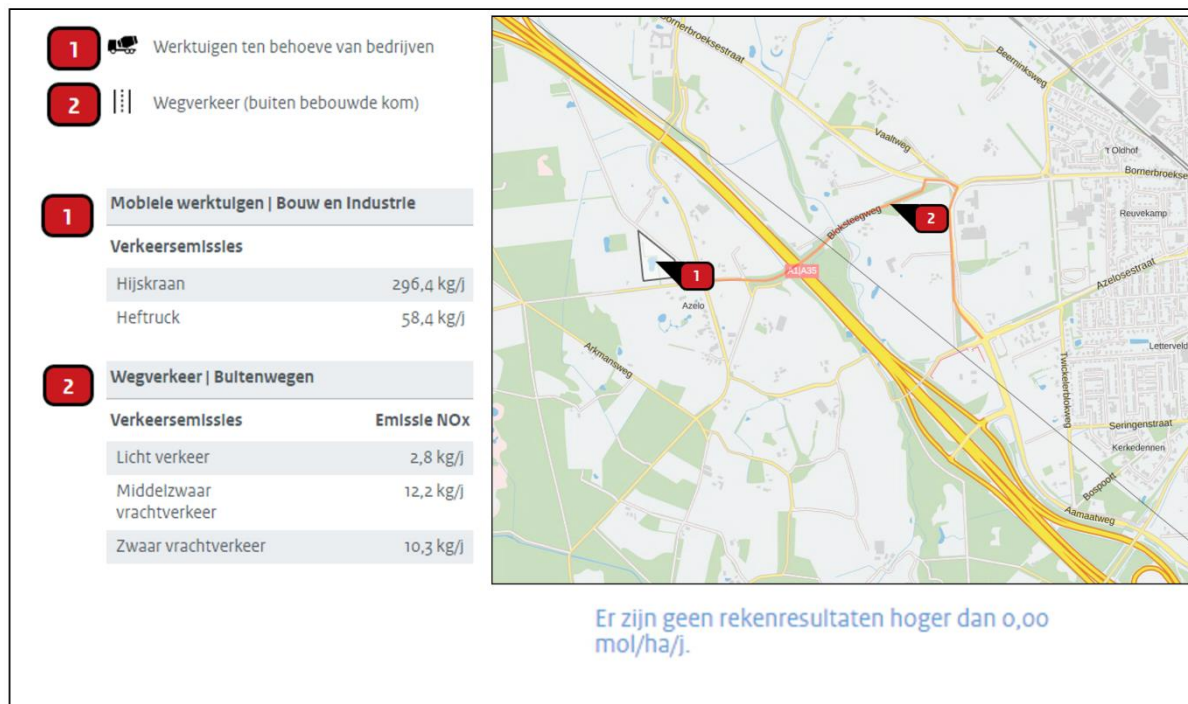 1 Werktuigen ten behoeve van bedrijven
2 Wegverkeer (buiten bebouwde kom)
1 Mobiele werktuigen | Bouw en Industrie
Verkeersemissies
Hijskraan 296,4 kg/j
Heftruck 58,4 kg/j
2 Wegverkeer | Buitenwegen
Verkeersemissies Emissie NOx
Licht verkeer 2,8 kg/j
Middelzwaar 12,2 kg/j
vrachtverkeer
Zwaar vrachtverkeer 10,3 kg/j
Bornerbroeksestraat
Beeminksweg
Vaaltweg
't Oldhof
Bornerbroekse
Bloksteegweg
2
Reuvekamp
A1|A35
1
Azelo
Azelosestraat
Arkmansweg
Letterveld
Twickelerblokweg
Seringenstraat
Kerkedennen
Bospoort
Aamaatweg
Er zijn geen rekenresultaten hoger dan 0,00
mol/ha/j.